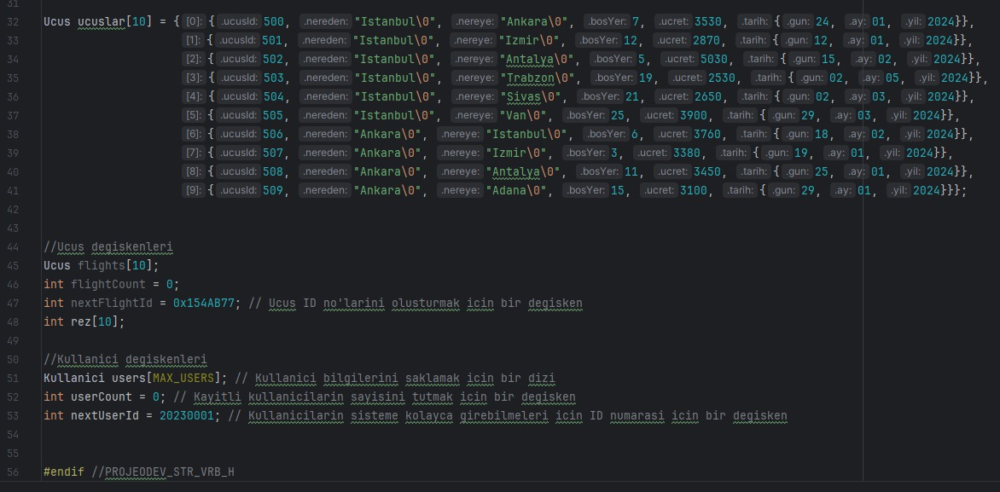 31
32 Ucus ucuslar[10] = { [0]: { .ucusId: 500, .nereden: "Istanbul\0", .nereye: "Ankara\0", .bosYer: 7, .ucret: 3530, .tarih: { .gun: 24, .ay: 01, .yil: 2024}},
33 [1]: { .ucusId: 501, .nereden: "Istanbul\0", .nereye: "Izmir\0", .bosYer: 12, .ucret: 2870, .tarih: { .gun: 12, .ay: 01, .yil: 2024}},
34 [2]: { .ucusId: 502, .nereden: "Istanbul\0", .nereye: "Antalya\0", .bosYer: 5, .ucret: 5030, .tarih: { .gun: 15, .ay: 02, .yil: 2024}},
35 [3]: { .ucusId: 503, .nereden: "Istanbul\0", .nereye: "Trabzon\0", .bosYer: 19, .ucret: 2530, .tarih: { .gun: 02, .ay: 05, .yil: 2024}},
36 [4]: { .ucusId: 504, .nereden: "Istanbul\0", .nereye: "Sivas\0", .bosYer: 21, .ucret: 2650, .tarih: { .gun: 02, .ay: 03, .yil: 2024}},
37 [5]: { .ucusId: 505, .nereden: "Istanbul\0", .nereye: "Van\0", .bosYer: 25, .ucret: 3900, .tarih: { .gun: 29, .ay: 03, .yil: 2024}},
38 [6]: { .ucusId: 506, .nereden: "Ankara\0", .nereye: "Istanbul\0", .bosYer: 6, .ucret: 3760, .tarih: { .gun: 18, .ay: 02, .yil: 2024}},
39 [7]: { .ucusId: 507, .nereden: "Ankara\0", .nereye: "Izmir\0", .bosYer: 3, .ucret: 3380, .tarih: { .gun: 19, .ay: 01, .yil: 2024}},
40 [8]: { .ucusId: 508, .nereden: "Ankara\0", .nereye: "Antalya\0", .bosYer: 11, .ucret: 3450, .tarih: { .gun: 25, .ay: 01, .yil: 2024}},
41 [9]: { .ucusId: 509, .nereden: "Ankara\0", .nereye: "Adana\0", .bosYer: 15, .ucret: 3100, .tarih: { .gun: 29, .ay: 01, .yil: 2024}}};
42
43
44 //Ucus degiskenleri
45 Ucus flights[10];
46 int flightCount = 0;
47 int nextFlightId = 0x154AB77; // Ucus ID no'larini olusturmak icin bir degisken
48 int rez[10];
49
50 //Kullanici degiskenleri
51 Kullanici users[MAX_USERS]; // Kullanici bilgilerini saklamak icin bir dizi
52 int userCount = 0; // Kayitli kullanicilarin sayisini tutmak icin bir degisken
53 int nextUserId = 20230001; // Kullanicilarin sisteme kolayca girebilmeleri icin ID numarasi icin bir degisken
54
55
56 #endif //PROJEODEV_STR_VRB_H